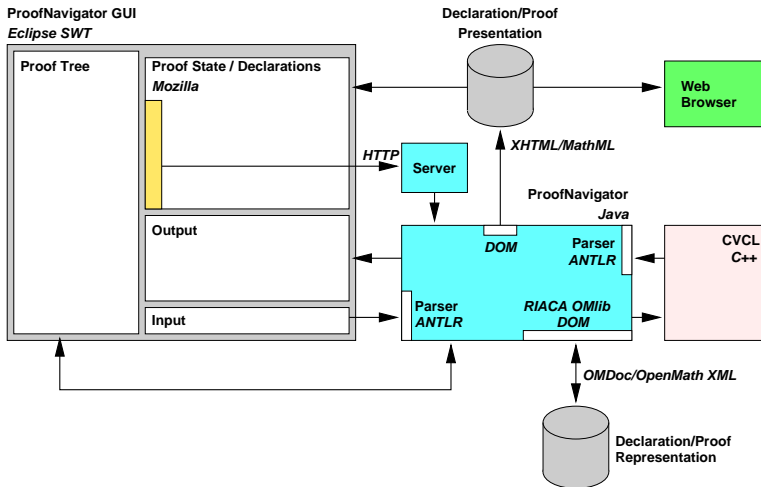 ProofNavigator GUI
Eclipse SWT
Proof Tree
Proof State / Declarations
Mozilla
Output
Input
Declaration/Proof
Presentation
Web
Browser
HTTP
XHTML/MathML
Server
ProofNavigator
Java
DOM
Parser
ANTLR
CVCL
C++
Parser
ANTLR
RIACA OMlib
DOM
OMDoc/OpenMath XML
Declaration/Proof
Representation